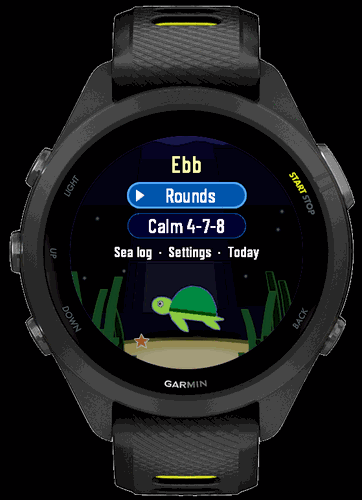 Ebb
Rounds
Calm 4-7-8
Sea log · Settings · Today
LIGHT
START STOP
UP
DOWN
BACK
GARMIN